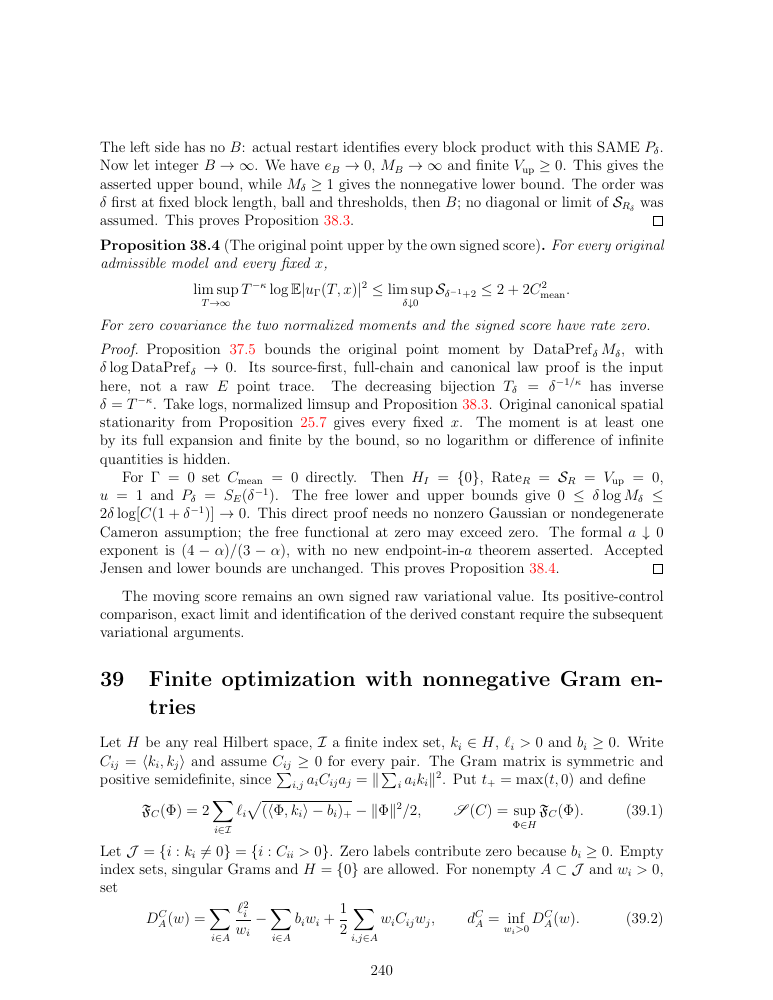 The left side has no B: actual restart identifies every block product with this SAME P_δ.
Now let integer B → ∞. We have e_B → 0, M_B → ∞ and finite V_up ≥ 0. This gives the
asserted upper bound, while M_δ ≥ 1 gives the nonnegative lower bound. The order was
δ first at fixed block length, ball and thresholds, then B; no diagonal or limit of 𝒮_{R_δ} was
assumed. This proves Proposition 38.3. □
Proposition 38.4 (The original point upper by the own signed score). For every original
admissible model and every fixed x,
lim sup_{T→∞} T^{−κ} log 𝔼|u_Γ(T, x)|² ≤ lim sup_{δ↓0} 𝒮_{δ^{−1}+2} ≤ 2 + 2C²_mean.
For zero covariance the two normalized moments and the signed score have rate zero.
Proof. Proposition 37.5 bounds the original point moment by DataPref_δ M_δ, with
δ log DataPref_δ → 0. Its source-first, full-chain and canonical law proof is the input
here, not a raw E point trace. The decreasing bijection T_δ = δ^{−1/κ} has inverse
δ = T^{−κ}. Take logs, normalized limsup and Proposition 38.3. Original canonical spatial
stationarity from Proposition 25.7 gives every fixed x. The moment is at least one
by its full expansion and finite by the bound, so no logarithm or difference of infinite
quantities is hidden.
For Γ = 0 set C_mean = 0 directly. Then H_I = {0}, Rate_R = 𝒮_R = V_up = 0,
u = 1 and P_δ = S_E(δ^{−1}). The free lower and upper bounds give 0 ≤ δ log M_δ ≤
2δ log[C(1 + δ^{−1})] → 0. This direct proof needs no nonzero Gaussian or nondegenerate
Cameron assumption; the free functional at zero may exceed zero. The formal a ↓ 0
exponent is (4 − α)/(3 − α), with no new endpoint-in-a theorem asserted. Accepted
Jensen and lower bounds are unchanged. This proves Proposition 38.4. □
The moving score remains an own signed raw variational value. Its positive-control
comparison, exact limit and identification of the derived constant require the subsequent
variational arguments.
39 Finite optimization with nonnegative Gram en-
tries
Let H be any real Hilbert space, ℐ a finite index set, k_i ∈ H, ℓ_i > 0 and b_i ≥ 0. Write
C_{ij} = ⟨k_i, k_j⟩ and assume C_{ij} ≥ 0 for every pair. The Gram matrix is symmetric and
positive semidefinite, since ∑_{i,j} a_i C_{ij} a_j = ‖∑_i a_i k_i‖². Put t_+ = max(t, 0) and define
𝔉_C(Φ) = 2 ∑_{i∈ℐ} ℓ_i √((⟨Φ, k_i⟩ − b_i)_+) − ‖Φ‖²/2, 𝒮(C) = sup_{Φ∈H} 𝔉_C(Φ). (39.1)
Let 𝒥 = {i : k_i ≠ 0} = {i : C_{ii} > 0}. Zero labels contribute zero because b_i ≥ 0. Empty
index sets, singular Grams and H = {0} are allowed. For nonempty A ⊂ 𝒥 and w_i > 0,
set
D_A^C(w) = ∑_{i∈A} ℓ_i²/w_i − ∑_{i∈A} b_i w_i + 1/2 ∑_{i,j∈A} w_i C_{ij} w_j, d_A^C = inf_{w_i>0} D_A^C(w). (39.2)
240